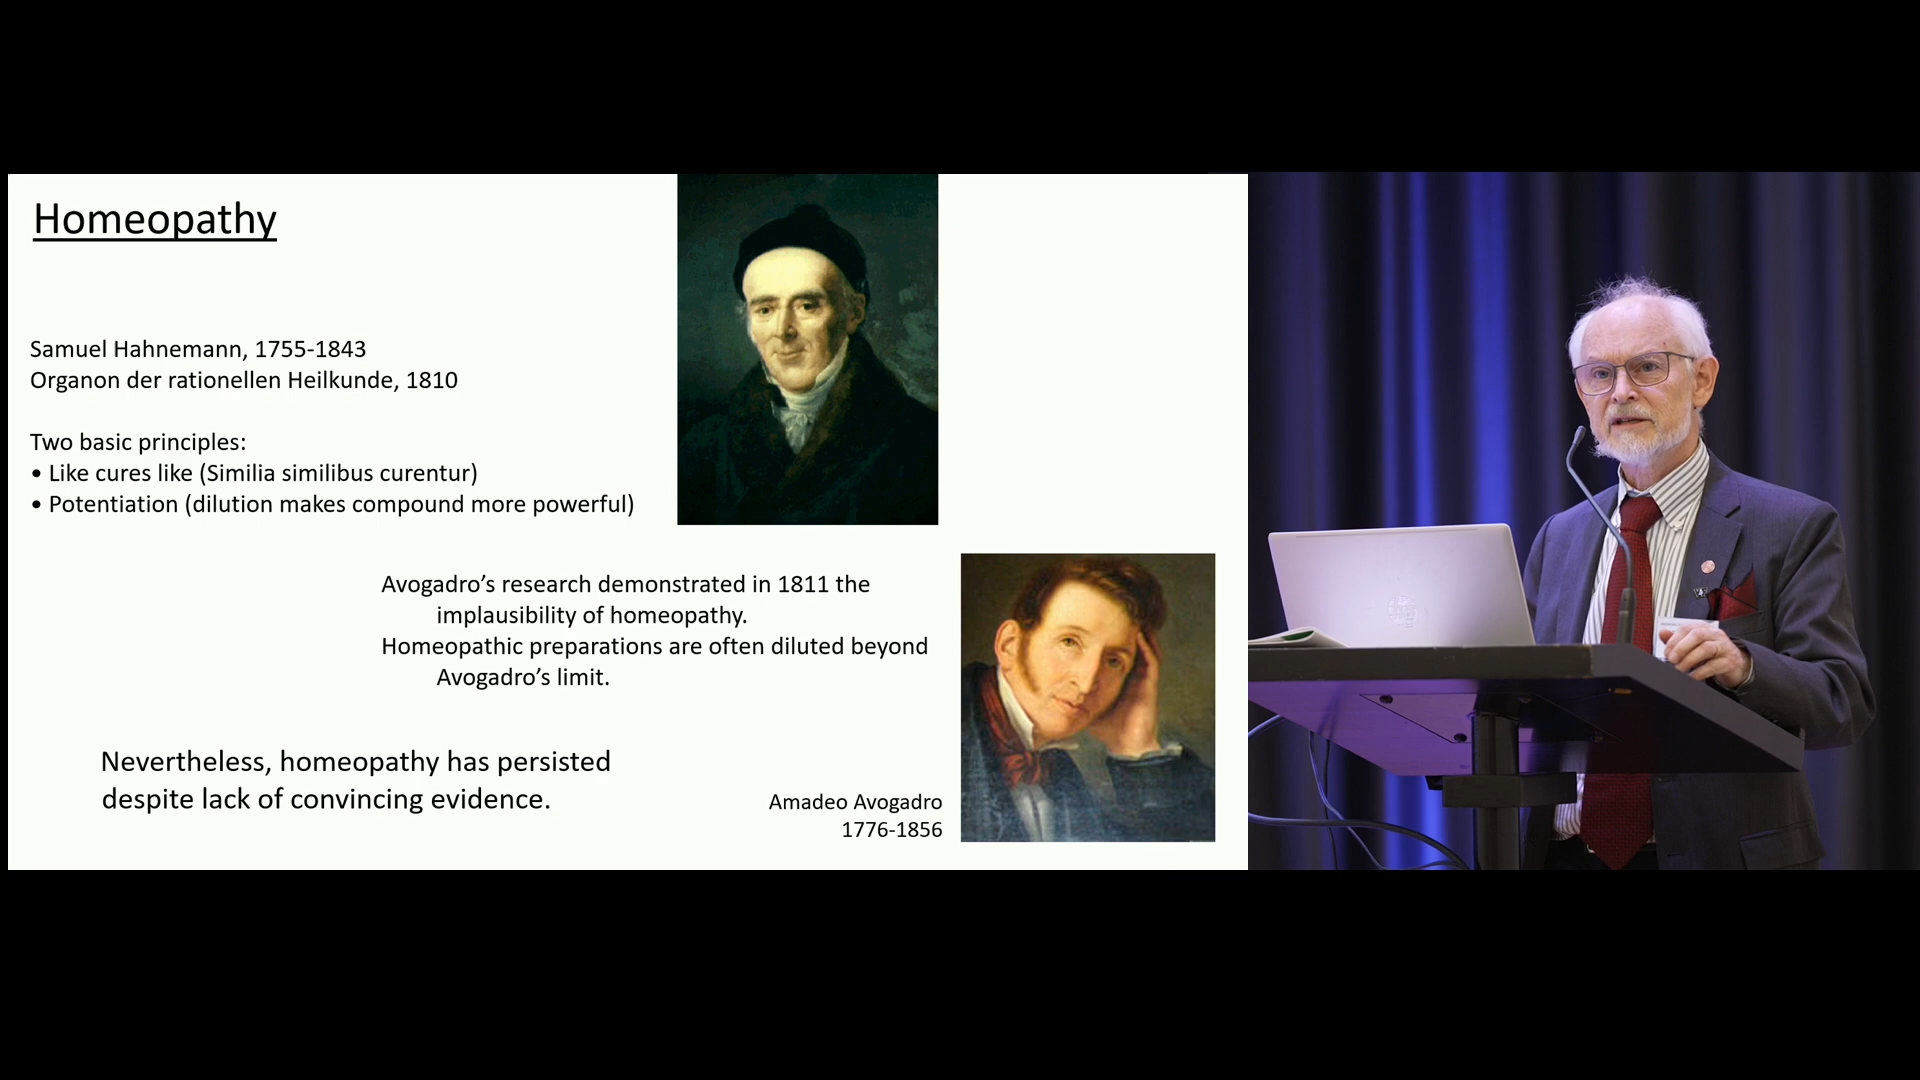 Homeopathy
Samuel Hahnemann, 1755-1843
Organon der rationellen Heilkunde, 1810
Two basic principles:
• Like cures like (Similia similibus curentur)
• Potentiation (dilution makes compound more powerful)
Avogadro’s research demonstrated in 1811 the
implausibility of homeopathy.
Homeopathic preparations are often diluted beyond
Avogadro’s limit.
Nevertheless, homeopathy has persisted
despite lack of convincing evidence.
Amadeo Avogadro
1776-1856